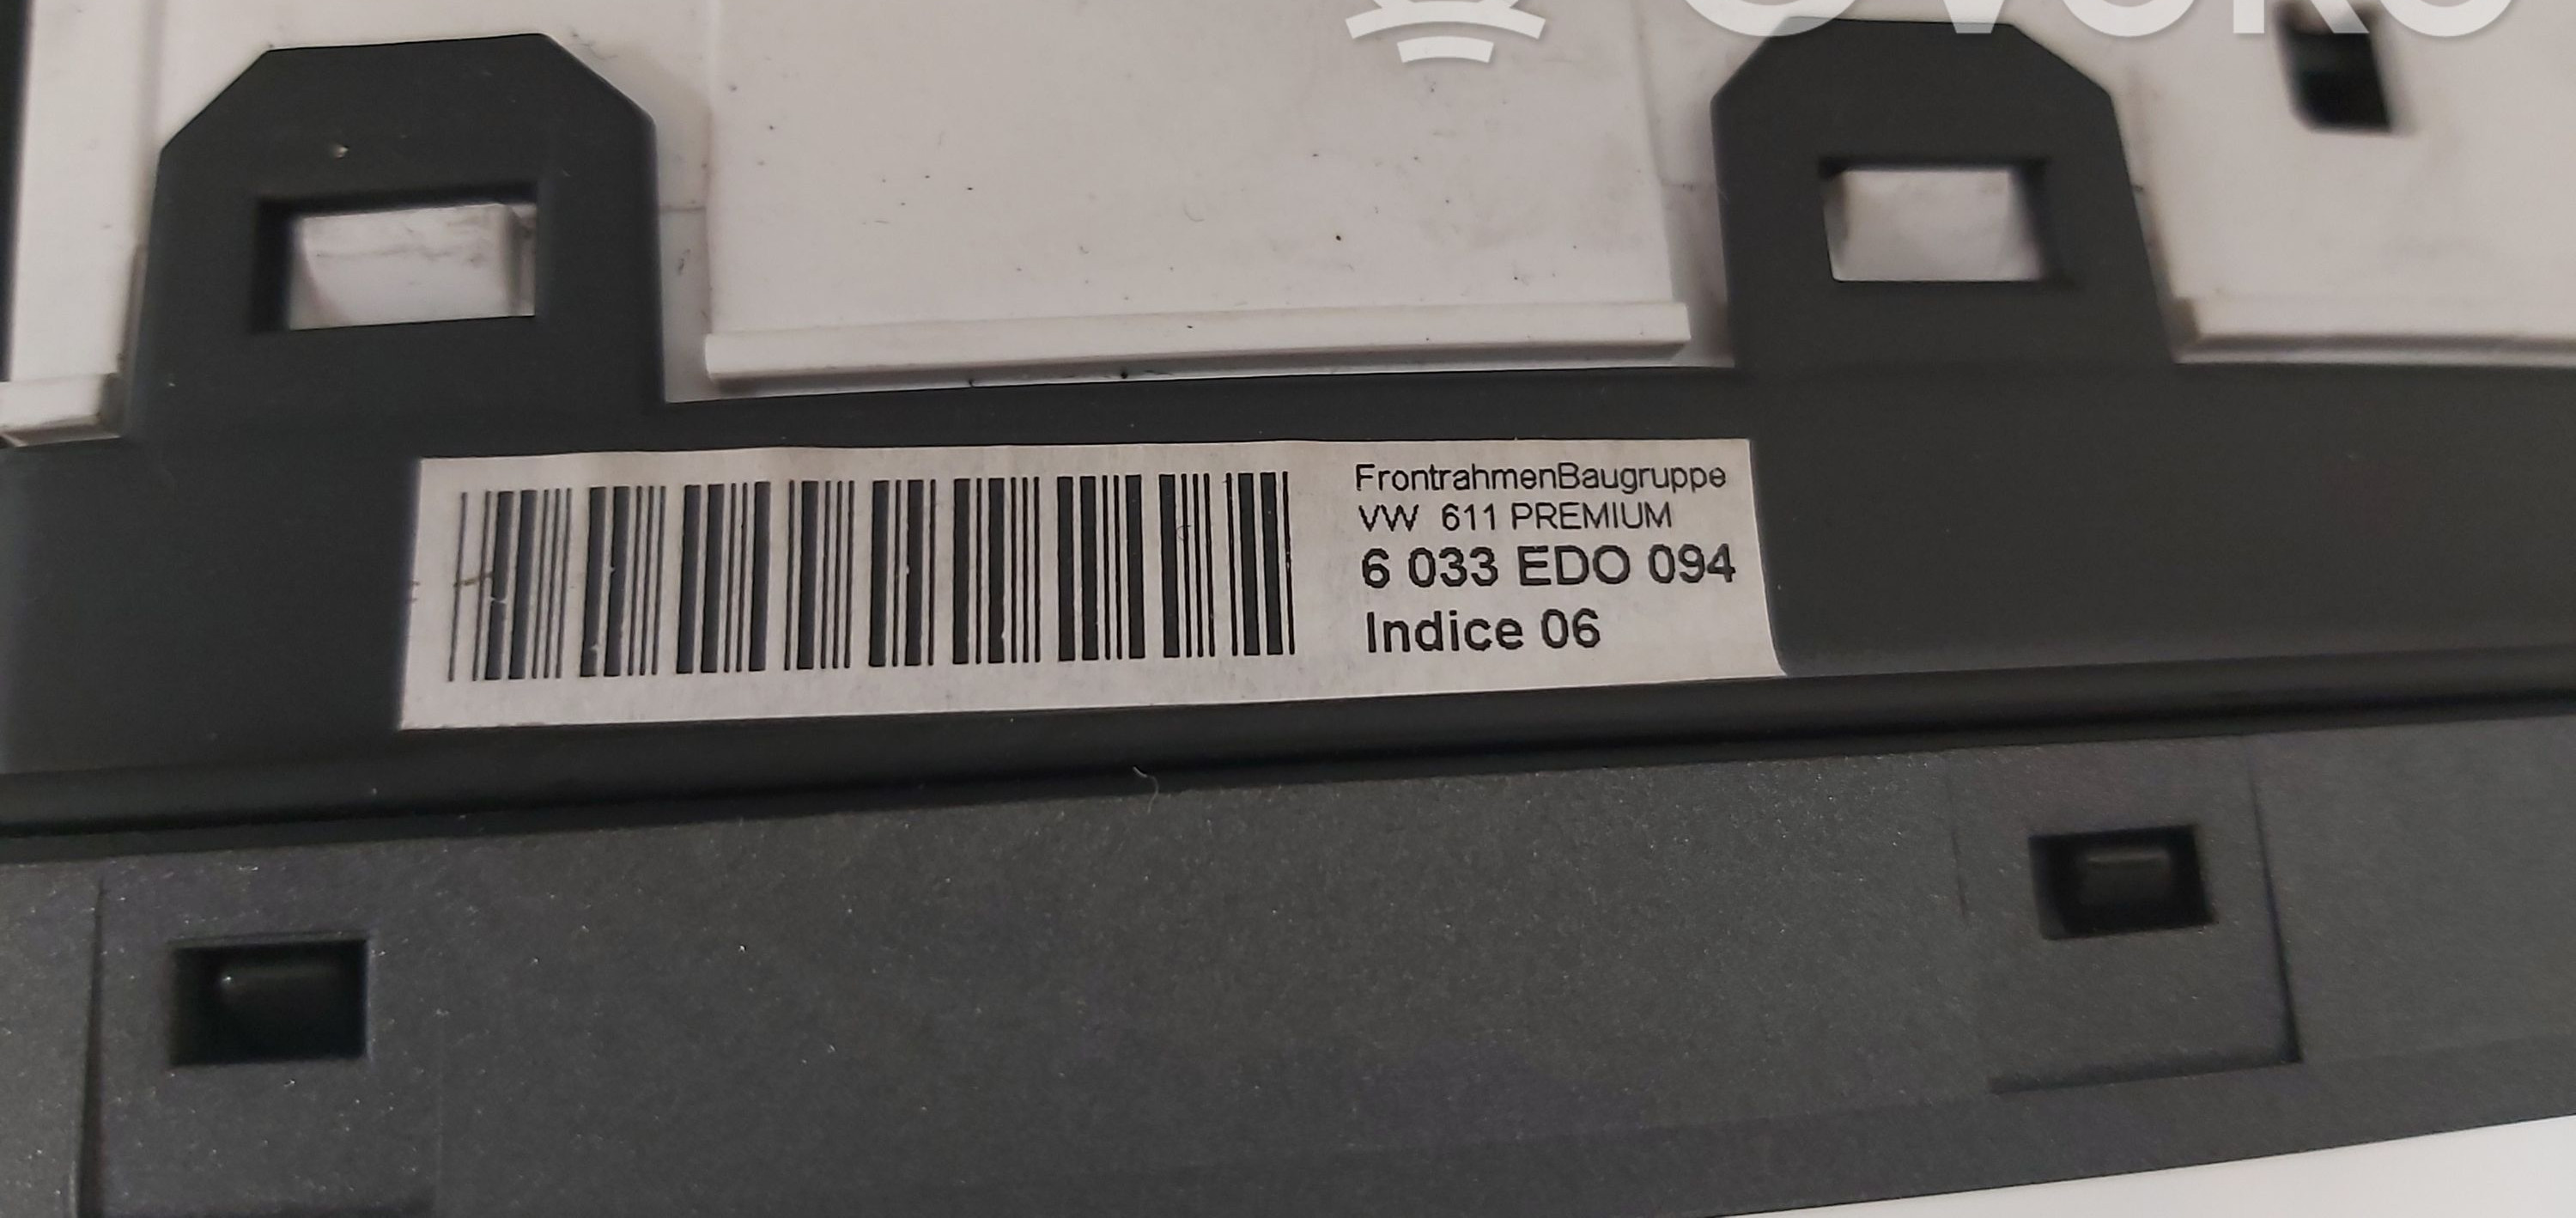 FrontrahmenBaugruppe
VW 611 PREMIUM
6 033 EDO 094
Indice 06